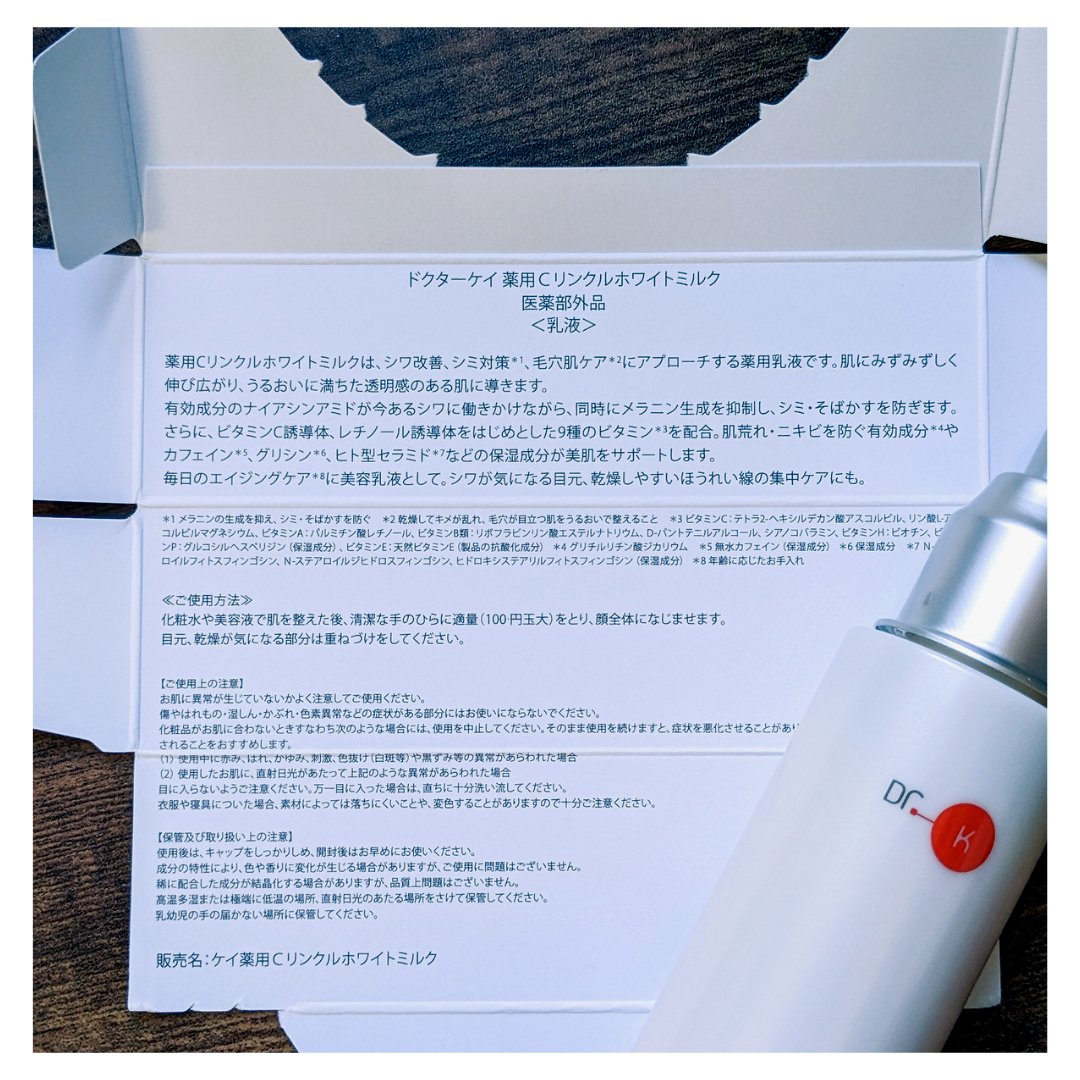 ドクターケイ 薬用Cリンクルホワイトミルク
医薬部外品
＜乳液＞
薬用Cリンクルホワイトミルクは、シワ改善、シミ対策＊1、毛穴肌ケア＊2にアプローチする薬用乳液です。肌にみずみずしく
伸び広がり、うるおいに満ちた透明感のある肌に導きます。
有効成分のナイアシンアミドが今あるシワに働きかけながら、同時にメラニン生成を抑制し、シミ・そばかすを防ぎます。
さらに、ビタミンC誘導体、レチノール誘導体をはじめとした9種のビタミン＊3を配合。肌荒れ・ニキビを防ぐ有効成分＊4や
カフェイン＊5、グリシン＊6、ヒト型セラミド＊7などの保湿成分が美肌をサポートします。
毎日のエイジングケア＊8に美容乳液として。シワが気になる目元、乾燥しやすいほうれい線の集中ケアにも。
＊1 メラニンの生成を抑え、シミ・そばかすを防ぐ ＊2 乾燥してキメが乱れ、毛穴が目立つ肌をうるおいで整えること ＊3 ビタミンC：テトラ2-ヘキシルデカン酸アスコルビル、リン酸L-ア
コルビルマグネシウム、ビタミンA：パルミチン酸レチノール、ビタミンB類：リボフラビンリン酸エステルナトリウム、D-パントテニルアルコール、シアノコバラミン、ビタミンH：ビオチン、ビ
ンP：グルコシルヘスペリジン（保湿成分）、ビタミンE：天然ビタミンE（製品の抗酸化成分） ＊4 グリチルリチン酸ジカリウム ＊5 無水カフェイン（保湿成分） ＊6 保湿成分 ＊7 N-
ロイルフィトスフィンゴシン、N-ステアロイルジヒドロスフィンゴシン、ヒドロキシステアリルフィトスフィンゴシン（保湿成分） ＊8 年齢に応じたお手入れ
≪ご使用方法≫
化粧水や美容液で肌を整えた後、清潔な手のひらに適量（100円玉大）をとり、顔全体になじませます。
目元、乾燥が気になる部分は重ねづけをしてください。
【ご使用上の注意】
お肌に異常が生じていないかよく注意してご使用ください。
傷やはれもの・湿しん・かぶれ・色素異常などの症状がある部分にはお使いにならないでください。
化粧品がお肌に合わないときすなわち次のような場合には、使用を中止してください。そのまま使用を続けますと、症状を悪化させることがあり
されることをおすすめします。
（1） 使用中に赤み、はれ、かゆみ、刺激、色抜け（白斑等）や黒ずみ等の異常があらわれた場合
（2） 使用したお肌に、直射日光があたって上記のような異常があらわれた場合
目に入らないようご注意ください。万一目に入った場合は、直ちに十分洗い流してください。
衣服や寝具についた場合、素材によっては落ちにくいことや、変色することがありますので十分ご注意ください。
【保管及び取り扱い上の注意】
使用後は、キャップをしっかりしめ、開封後はお早めにお使いください。
成分の特性により、色や香りに変化が生じる場合がありますが、ご使用に問題はございません。
稀に配合した成分が結晶化する場合がありますが、品質上問題はございません。
高温多湿または極端に低温の場所、直射日光のあたる場所をさけて保管してください。
乳幼児の手の届かない場所に保管してください。
販売名：ケイ薬用Cリンクルホワイトミルク
Dr.
K